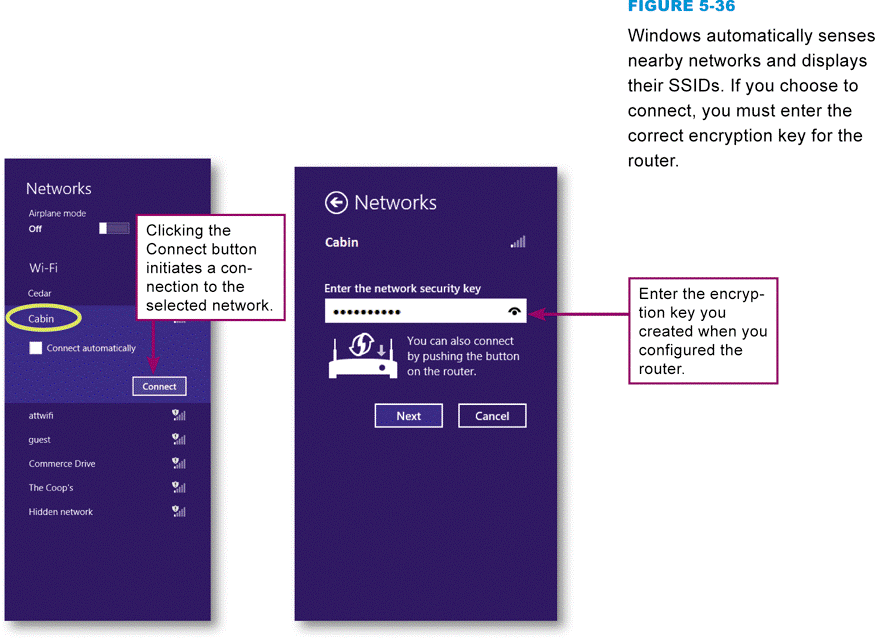 FIGURE 5-36
Windows automatically senses
nearby networks and displays
their SSIDs. If you choose to
connect, you must enter the
correct encryption key for the
router.
Networks
Airplane mode
Off
Wi-Fi
Cedar
Cabin
Connect automatically
Connect
attwifi
guest
Commerce Drive
The Coop's
Hidden network
Clicking the
Connect button
initiates a con-
nection to the
selected network.
Networks
Cabin
Enter the network security key
You can also connect
by pushing the button
on the router.
Next
Cancel
Enter the encryp-
tion key you
created when you
configured the
router.